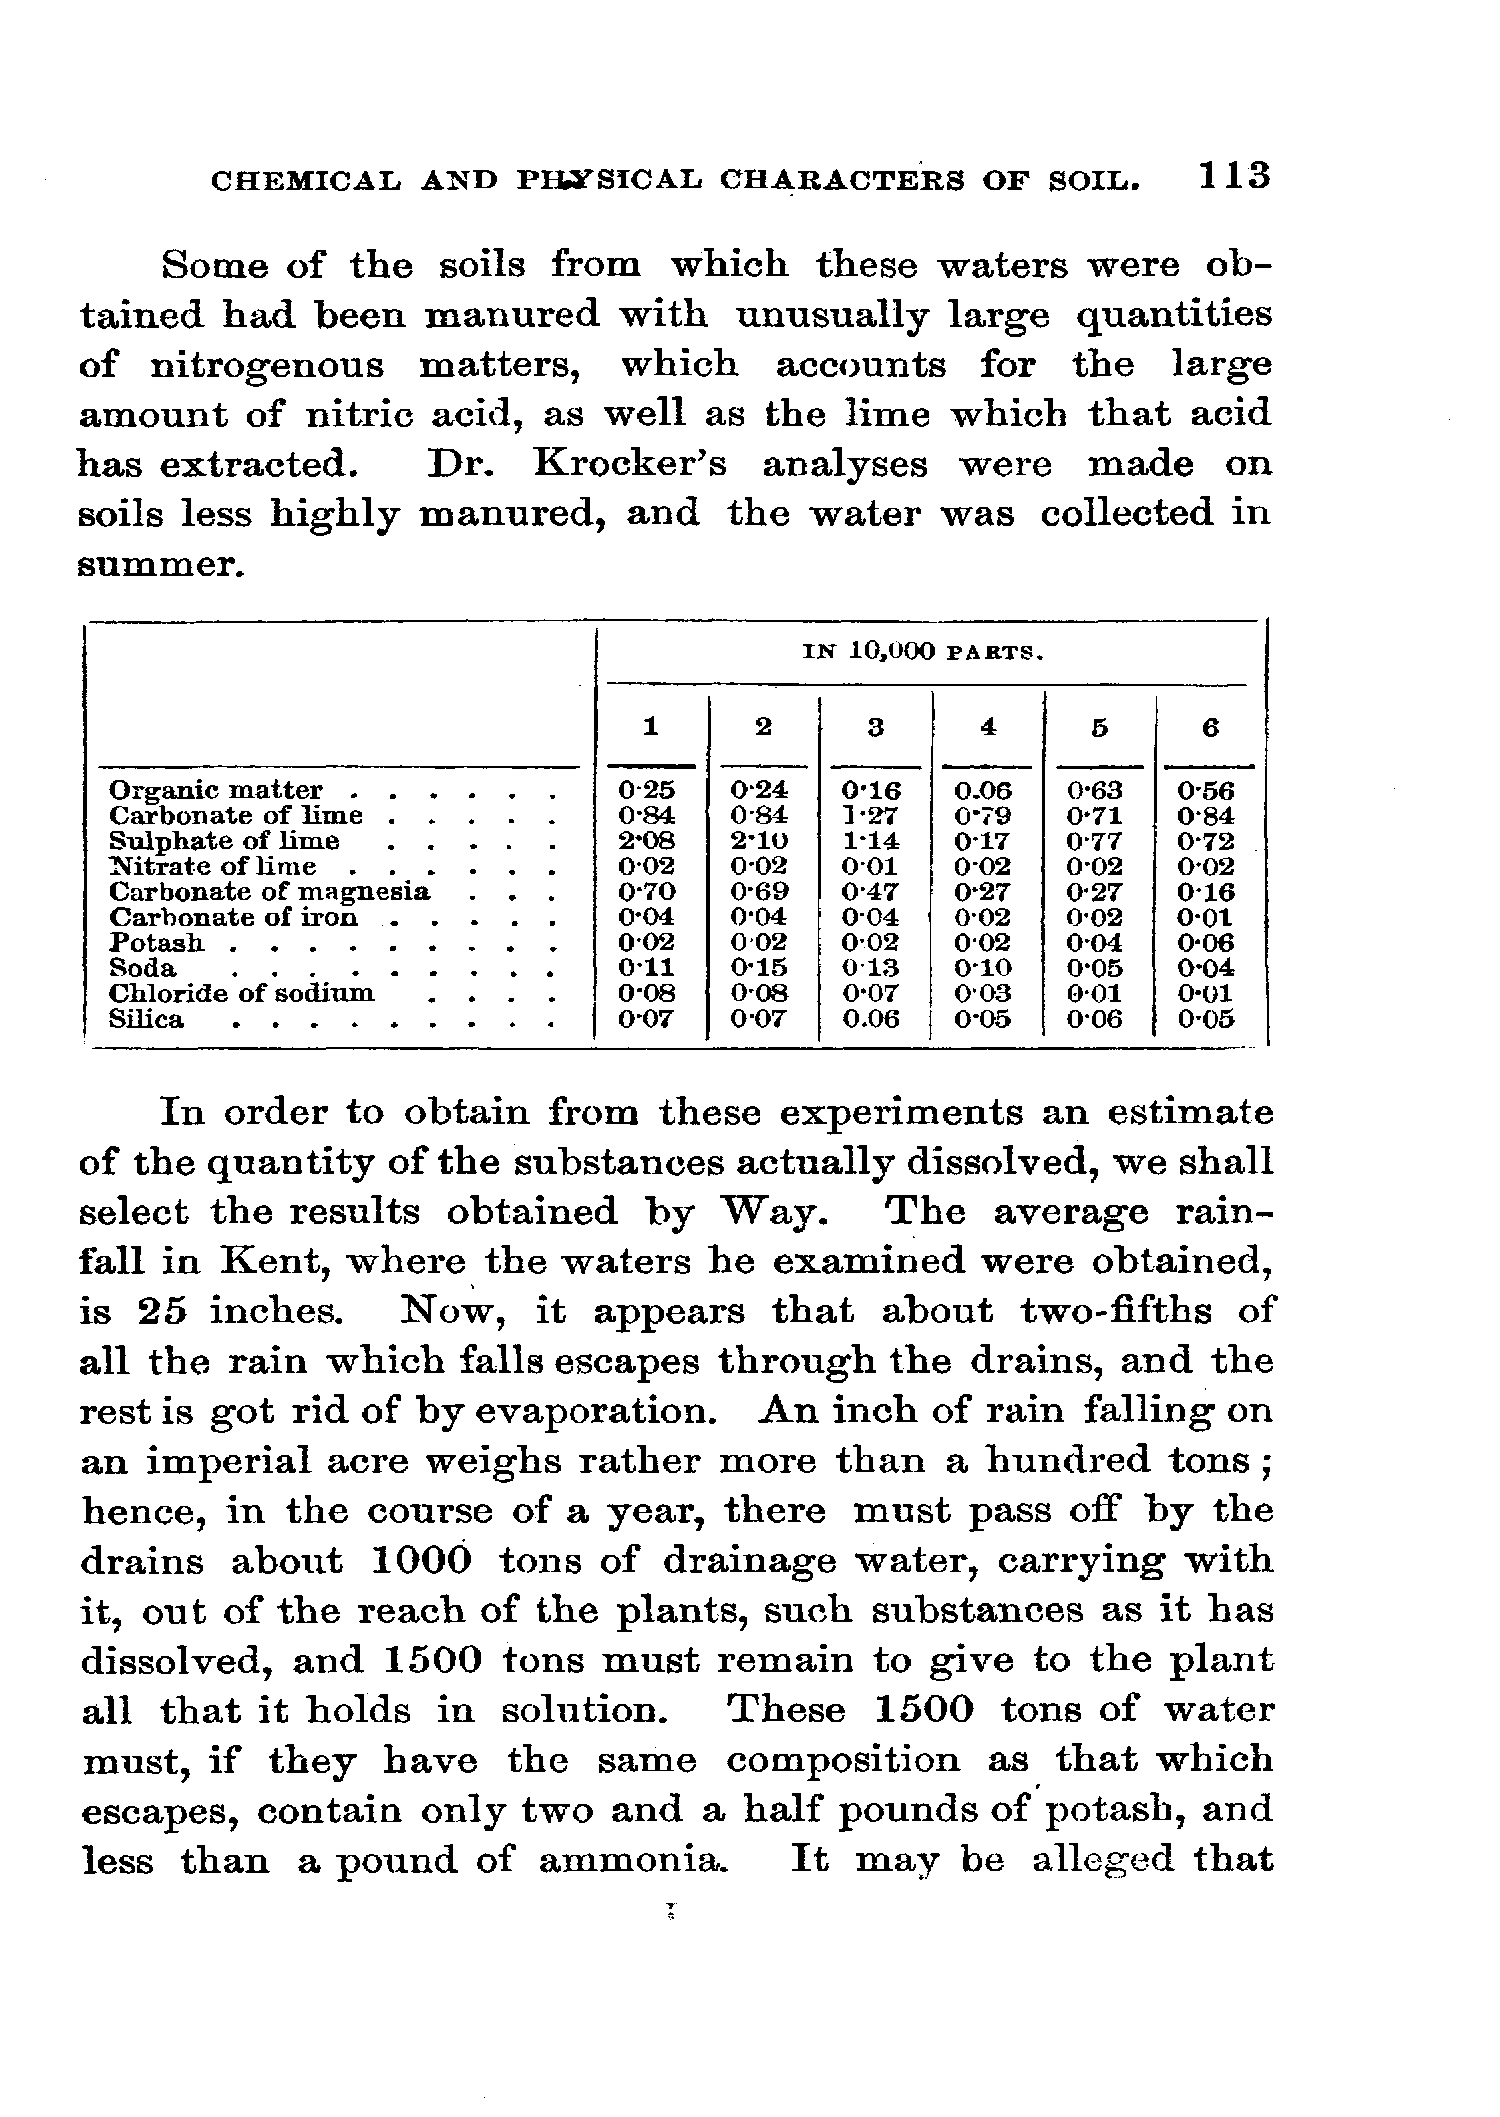 CHEMICAL AND PHYSICAL CHARACTERS OF SOIL. 113
Some of the soils from which these waters were ob-
tained had been manured with unusually large quantities
of nitrogenous matters, which accounts for the large
amount of nitric acid, as well as the lime which that acid
has extracted. Dr. Krocker's analyses were made on
soils less highly manured, and the water was collected in
summer.
IN 10,000 PARTS.
1 2 3 4 5 6
Organic matter . . . . . . 0·25 0·24 0·16 0.06 0·63 0·56
Carbonate of lime . . . . . 0·84 0·84 1·27 0·79 0·71 0·84
Sulphate of lime . . . . . 2·08 2·10 1·14 0·17 0·77 0·72
Nitrate of lime . . . . . . 0·02 0·02 0·01 0·02 0·02 0·02
Carbonate of magnesia . . . 0·70 0·69 0·47 0·27 0·27 0·16
Carbonate of iron . . . . . 0·04 0·04 0·04 0·02 0·02 0·01
Potash . . . . . . . . . 0·02 0·02 0·02 0·02 0·04 0·06
Soda . . . . . . . . . 0·11 0·15 0·13 0·10 0·05 0·04
Chloride of sodium . . . . 0·08 0·08 0·07 0·03 0·01 0·01
Silica . . . . . . . . . 0·07 0·07 0.06 0·05 0·06 0·05
In order to obtain from these experiments an estimate
of the quantity of the substances actually dissolved, we shall
select the results obtained by Way. The average rain-
fall in Kent, where the waters he examined were obtained,
is 25 inches. Now, it appears that about two-fifths of
all the rain which falls escapes through the drains, and the
rest is got rid of by evaporation. An inch of rain falling on
an imperial acre weighs rather more than a hundred tons;
hence, in the course of a year, there must pass off by the
drains about 1000 tons of drainage water, carrying with
it, out of the reach of the plants, such substances as it has
dissolved, and 1500 tons must remain to give to the plant
all that it holds in solution. These 1500 tons of water
must, if they have the same composition as that which
escapes, contain only two and a half pounds of potash, and
less than a pound of ammonia. It may be alleged that